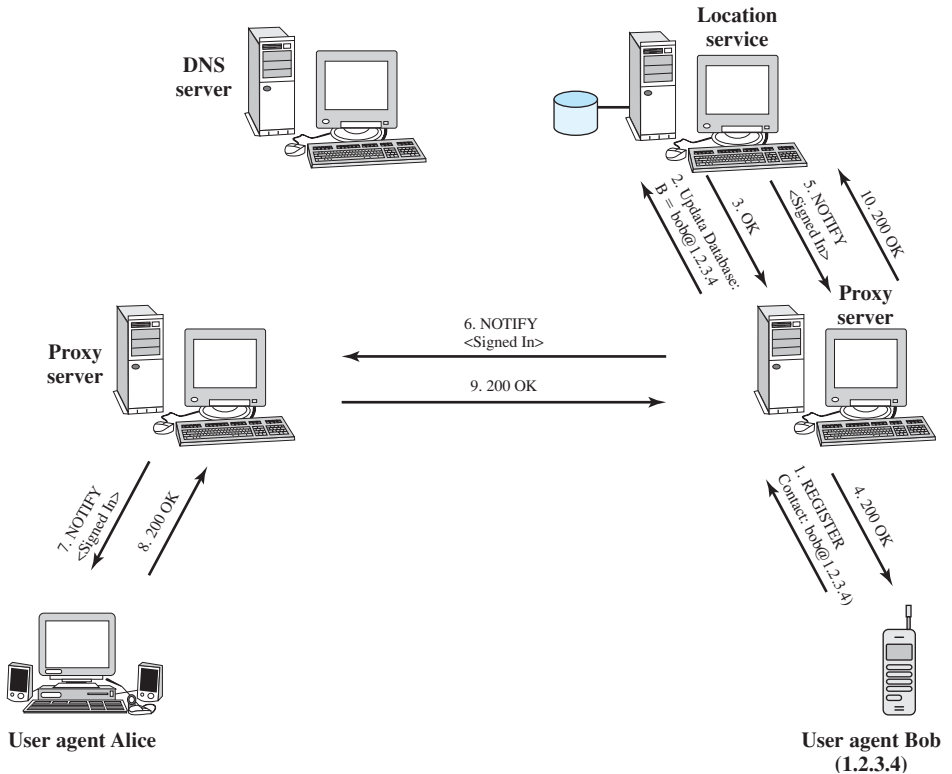 Location
service
DNS
server
2. Updata Database:
B = bob@1.2.3.4
3. OK
5. NOTIFY
<Signed In>
10. 200 OK
Proxy
server
6. NOTIFY
<Signed In>
9. 200 OK
Proxy
server
7. NOTIFY
<Signed In>
8. 200 OK
1. REGISTER
Contact: bob@1.2.3.4)
4. 200 OK
User agent Alice
User agent Bob
(1.2.3.4)